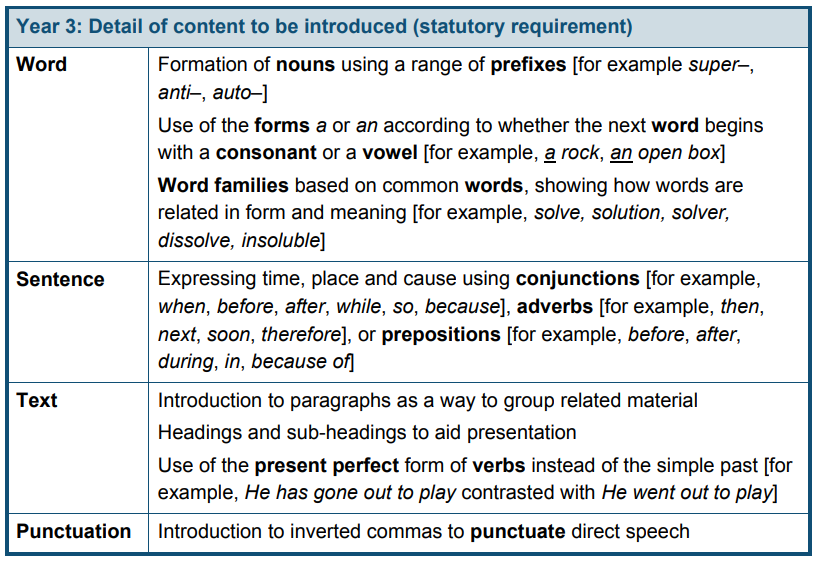 Year 3: Detail of content to be introduced (statutory requirement)
Word
Formation of nouns using a range of prefixes [for example super–,
anti–, auto–]
Use of the forms a or an according to whether the next word begins
with a consonant or a vowel [for example, a rock, an open box]
Word families based on common words, showing how words are
related in form and meaning [for example, solve, solution, solver,
dissolve, insoluble]
Sentence
Expressing time, place and cause using conjunctions [for example,
when, before, after, while, so, because], adverbs [for example, then,
next, soon, therefore], or prepositions [for example, before, after,
during, in, because of]
Text
Introduction to paragraphs as a way to group related material
Headings and sub-headings to aid presentation
Use of the present perfect form of verbs instead of the simple past [for
example, He has gone out to play contrasted with He went out to play]
Punctuation
Introduction to inverted commas to punctuate direct speech